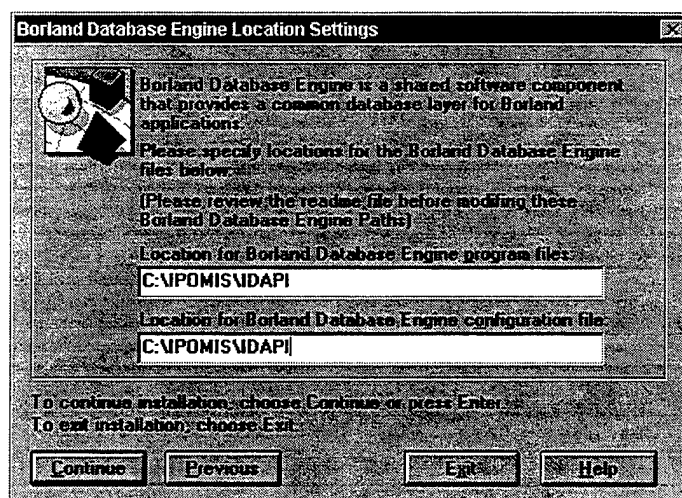 Borland Database Engine Location Settings
Borland Database Engine is a shared software component
that provides a common database layer for Borland
applications.
Please specify locations for the Borland Database Engine
files below.
(Please review the readme file before modifing these
Borland Database Engine Paths)
Location for Borland Database Engine program files:
C:\IPOMIS\IDAPI
Location for Borland Database Engine configuration file:
C:\IPOMIS\IDAPI
To continue installation, choose Continue or press Enter.
To exit installation, choose Exit.
Continue Previous Exit Help